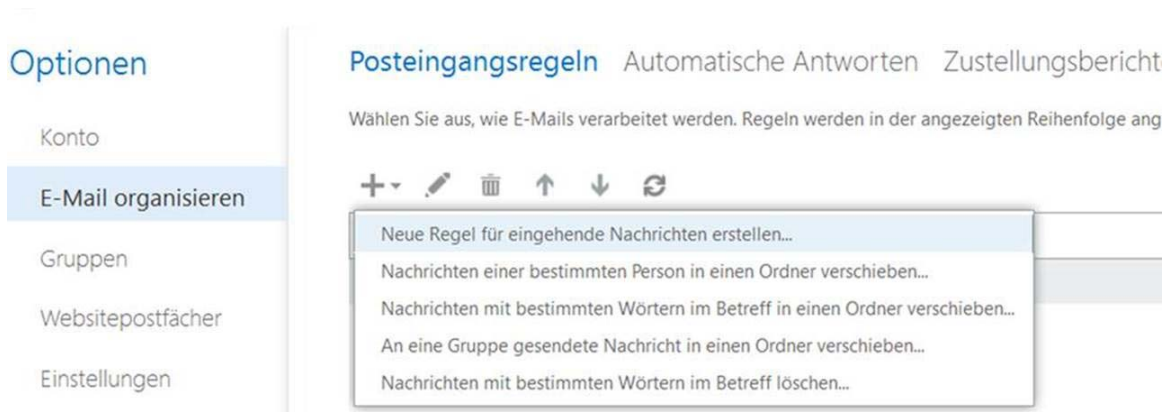 Optionen
Konto
E-Mail organisieren
Gruppen
Websitepostfächer
Einstellungen
Posteingangsregeln Automatische Antworten Zustellungsbericht
Wählen Sie aus, wie E-Mails verarbeitet werden. Regeln werden in der angezeigten Reihenfolge ang
Neue Regel für eingehende Nachrichten erstellen...
Nachrichten einer bestimmten Person in einen Ordner verschieben...
Nachrichten mit bestimmten Wörtern im Betreff in einen Ordner verschieben...
An eine Gruppe gesendete Nachricht in einen Ordner verschieben...
Nachrichten mit bestimmten Wörtern im Betreff löschen...